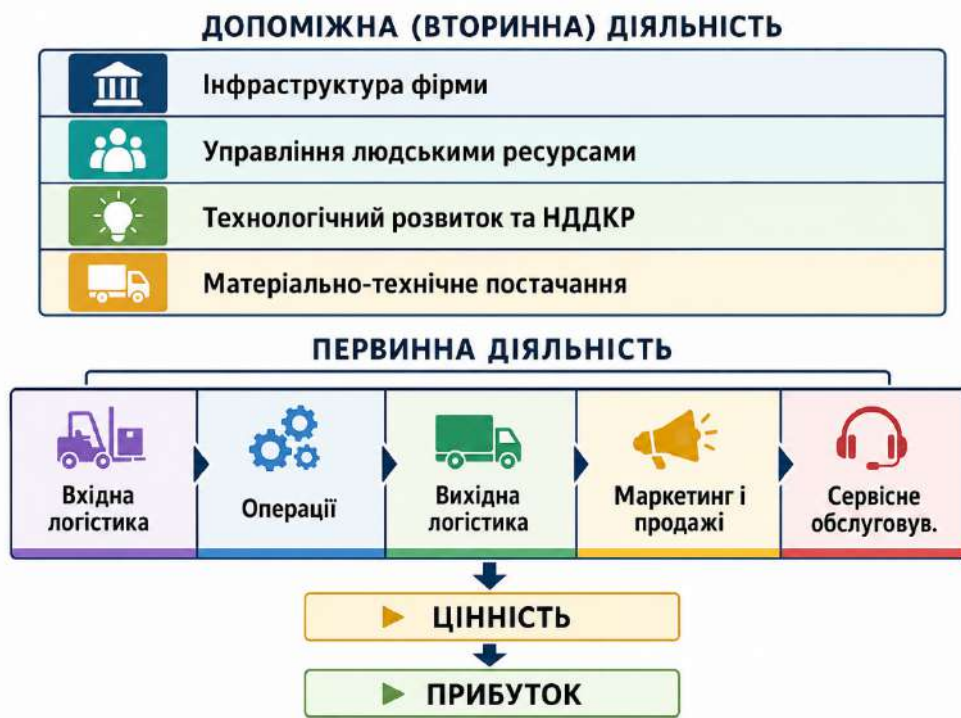 ДОПОМІЖНА (ВТОРИННА) ДІЯЛЬНІСТЬ
Інфраструктура фірми
Управління людськими ресурсами
Технологічний розвиток та НДДКР
Матеріально-технічне постачання
ПЕРВИННА ДІЯЛЬНІСТЬ
Вхідна
логістика
Операції
Вихідна
логістика
Маркетинг і
продажі
Сервісне
обслуговув.
ЦІННІСТЬ
ПРИБУТОК